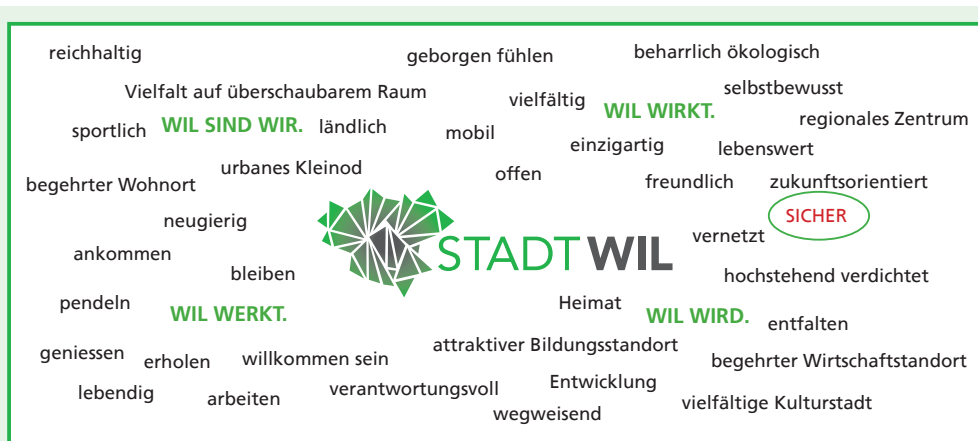 reichhaltig
geborgen fühlen
beharrlich ökologisch
Vielfalt auf überschaubarem Raum
vielfältig
selbstbewusst
WIL WIRKT.
regionales Zentrum
sportlich
WIL SIND WIR.
ländlich
mobil
einzigartig
lebenswert
urbanes Kleinod
offen
begehrter Wohnort
freundlich
zukunftsorientiert
neugierig
SICHER
vernetzt
ankommen
STADT WIL
bleiben
hochstehend verdichtet
pendeln
Heimat
WIL WERKT.
WIL WIRD.
entfalten
geniessen
erholen
willkommen sein
attraktiver Bildungsstandort
begehrter Wirtschaftstandort
lebendig
arbeiten
verantwortungsvoll
Entwicklung
wegweisend
vielfältige Kulturstadt